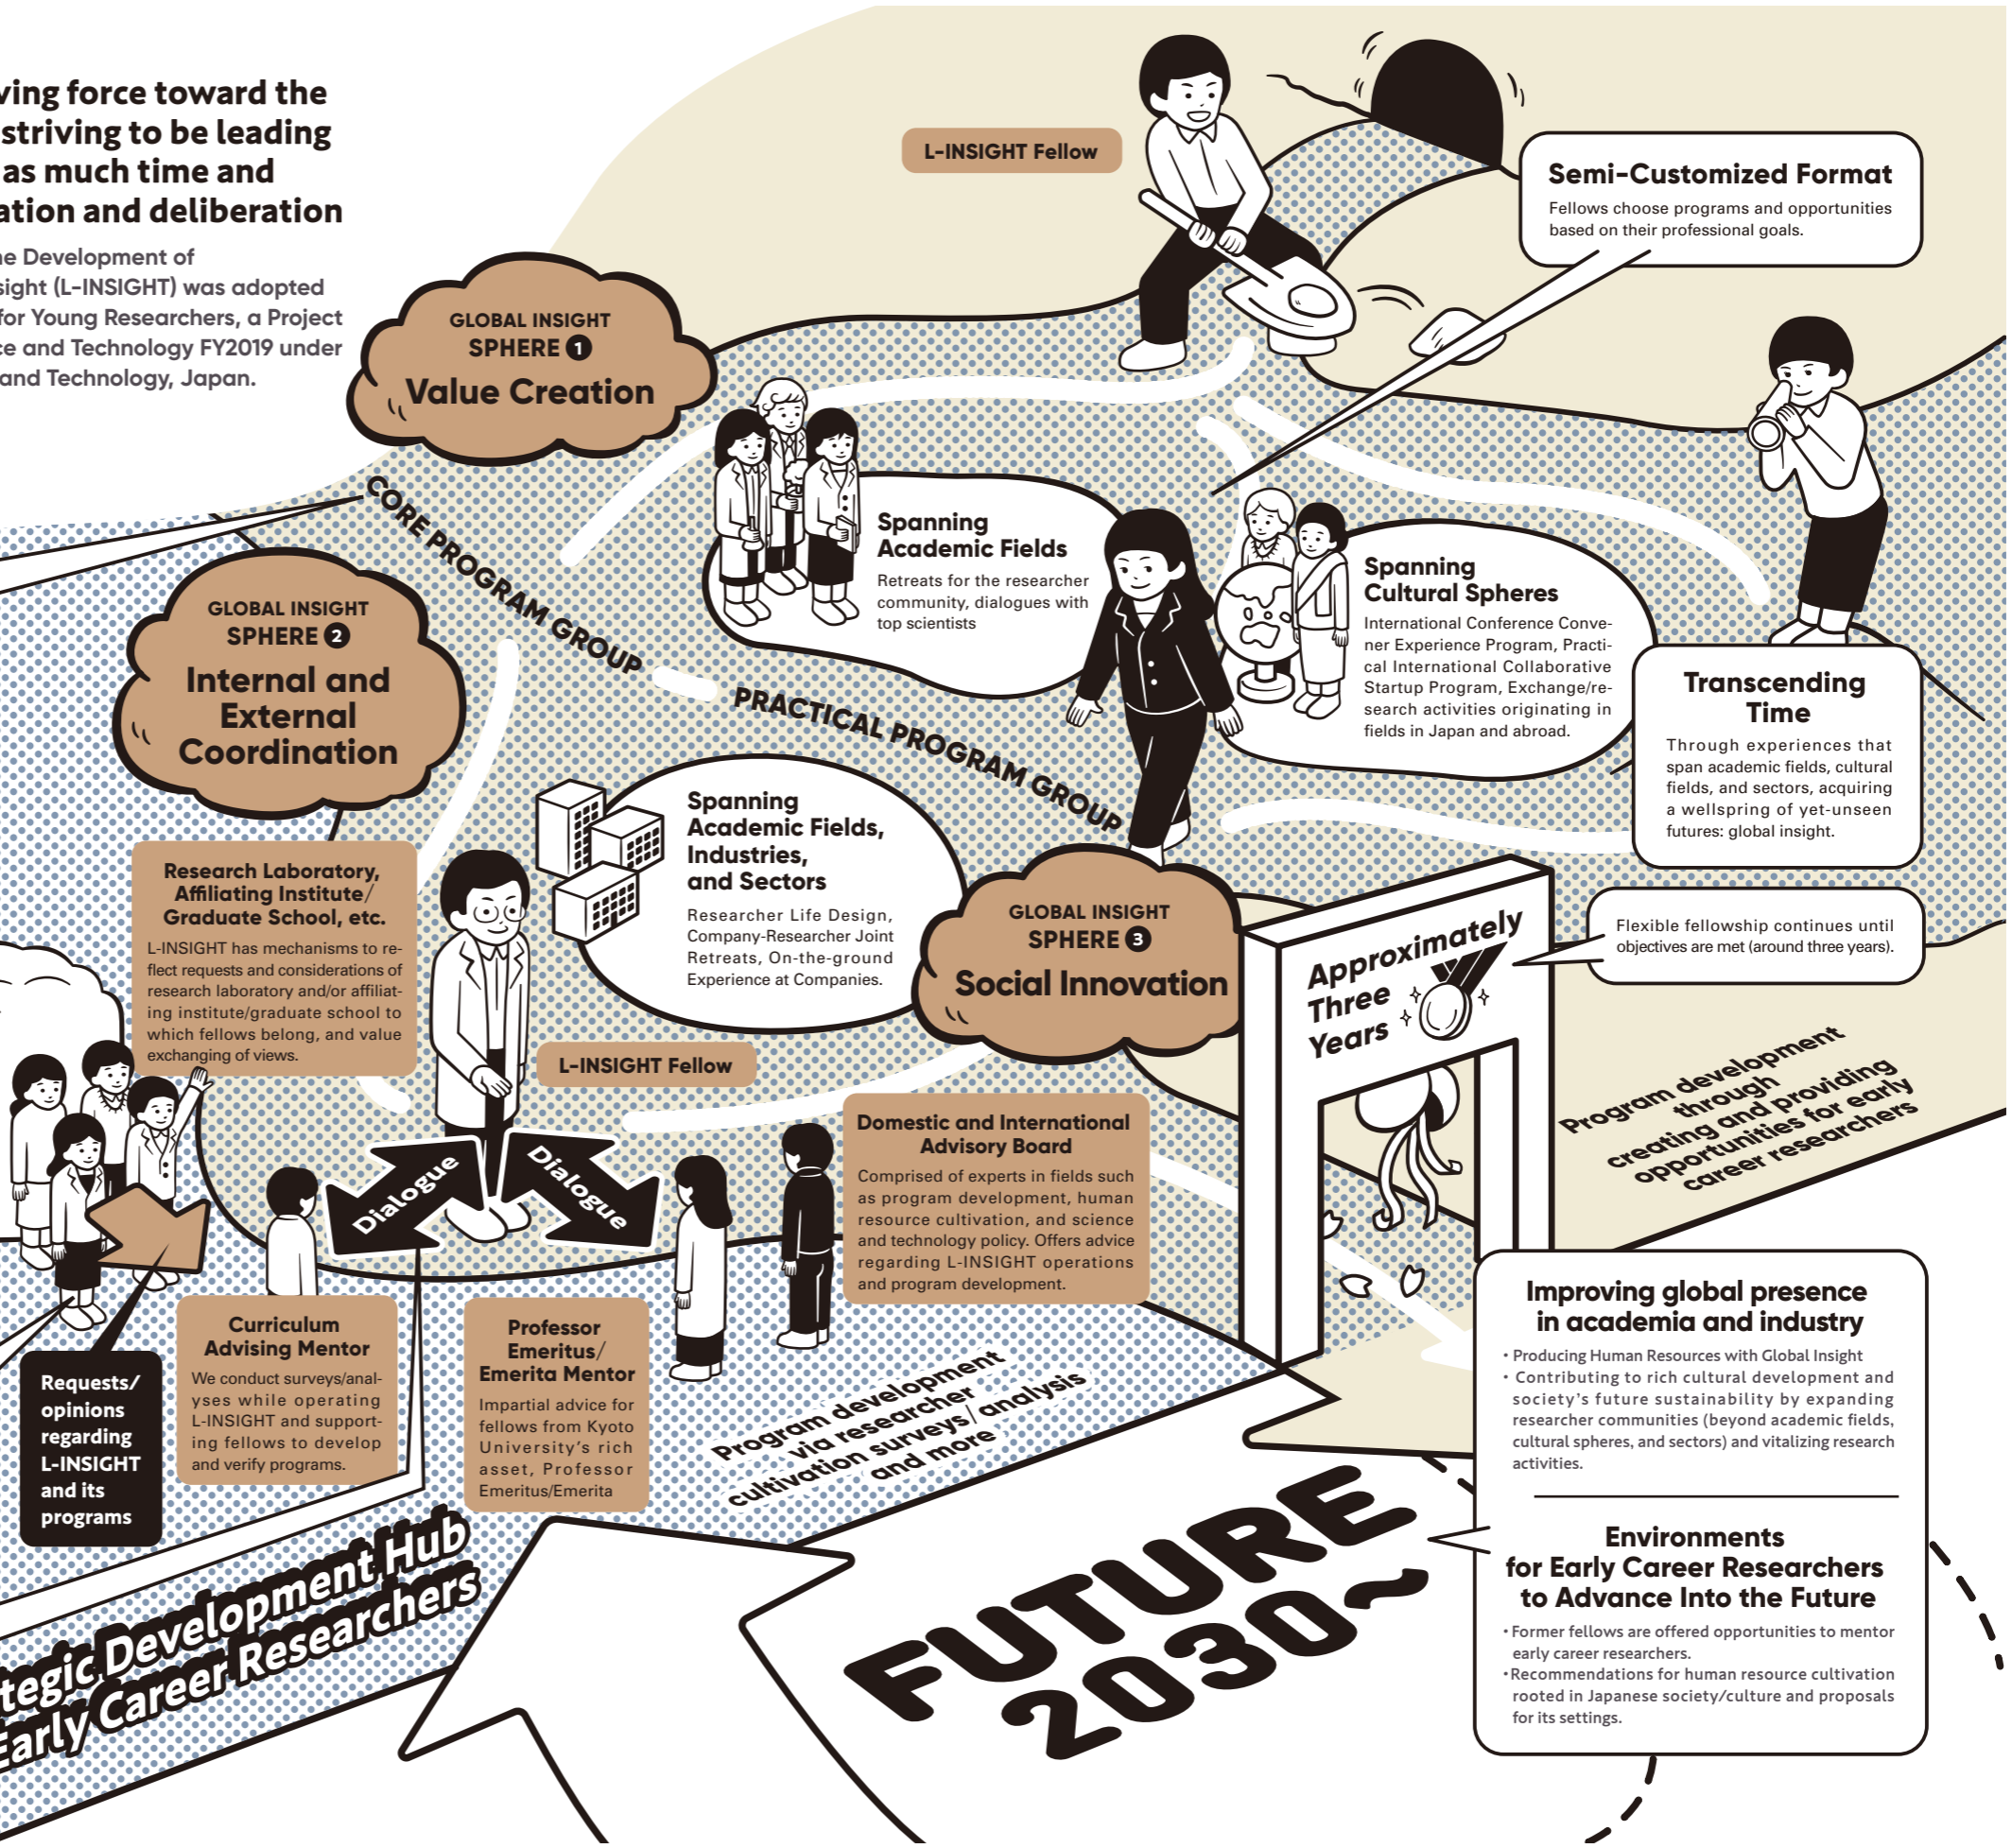 ving force toward the
striving to be leading
as much time and
ation and deliberation
ne Development of
sight (L-INSIGHT) was adopted
for Young Researchers, a Project
ce and Technology FY2019 under
and Technology, Japan.
L-INSIGHT Fellow
Semi-Customized Format
Fellows choose programs and opportunities
based on their professional goals.
GLOBAL INSIGHT
SPHERE 1
Value Creation
CORE PROGRAM GROUP
Spanning
Academic Fields
Retreats for the researcher
community, dialogues with
top scientists
Spanning
Cultural Spheres
International Conference Conve-
ner Experience Program, Practi-
cal International Collaborative
Startup Program, Exchange/re-
search activities originating in
fields in Japan and abroad.
GLOBAL INSIGHT
SPHERE 2
Internal and
External
Coordination
PRACTICAL PROGRAM GROUP
Transcending
Time
Through experiences that
span academic fields, cultural
fields, and sectors, acquiring
a wellspring of yet-unseen
futures: global insight.
Spanning
Academic Fields,
Industries,
and Sectors
Researcher Life Design,
Company-Researcher Joint
Retreats, On-the-ground
Experience at Companies.
Research Laboratory,
Affiliating Institute/
Graduate School, etc.
L-INSIGHT has mechanisms to re-
flect requests and considerations of
research laboratory and/or affiliat-
ing institute/graduate school to
which fellows belong, and value
exchanging of views.
GLOBAL INSIGHT
SPHERE 3
Social Innovation
Approximately
Three
Years
Flexible fellowship continues until
objectives are met (around three years).
L-INSIGHT Fellow
Program development
through
creating and providing
opportunities for early
career researchers
Dialogue
Dialogue
Domestic and International
Advisory Board
Comprised of experts in fields such
as program development, human
resource cultivation, and science
and technology policy. Offers advice
regarding L-INSIGHT operations
and program development.
Requests/
opinions
regarding
L-INSIGHT
and its
programs
Curriculum
Advising Mentor
We conduct surveys/anal-
yses while operating
L-INSIGHT and support-
ing fellows to develop
and verify programs.
Professor
Emeritus/
Emerita Mentor
Impartial advice for
fellows from Kyoto
University's rich
asset, Professor
Emeritus/Emerita
Program development
via researcher
cultivation surveys/analysis
and more
Improving global presence
in academia and industry
・Producing Human Resources with Global Insight
・Contributing to rich cultural development and
society's future sustainability by expanding
researcher communities (beyond academic fields,
cultural spheres, and sectors) and vitalizing research
activities.
Environments
for Early Career Researchers
to Advance Into the Future
・Former fellows are offered opportunities to mentor
early career researchers.
・Recommendations for human resource cultivation
rooted in Japanese society/culture and proposals
for its settings.
tegic Development Hub
Early Career Researchers
FUTURE
2030~